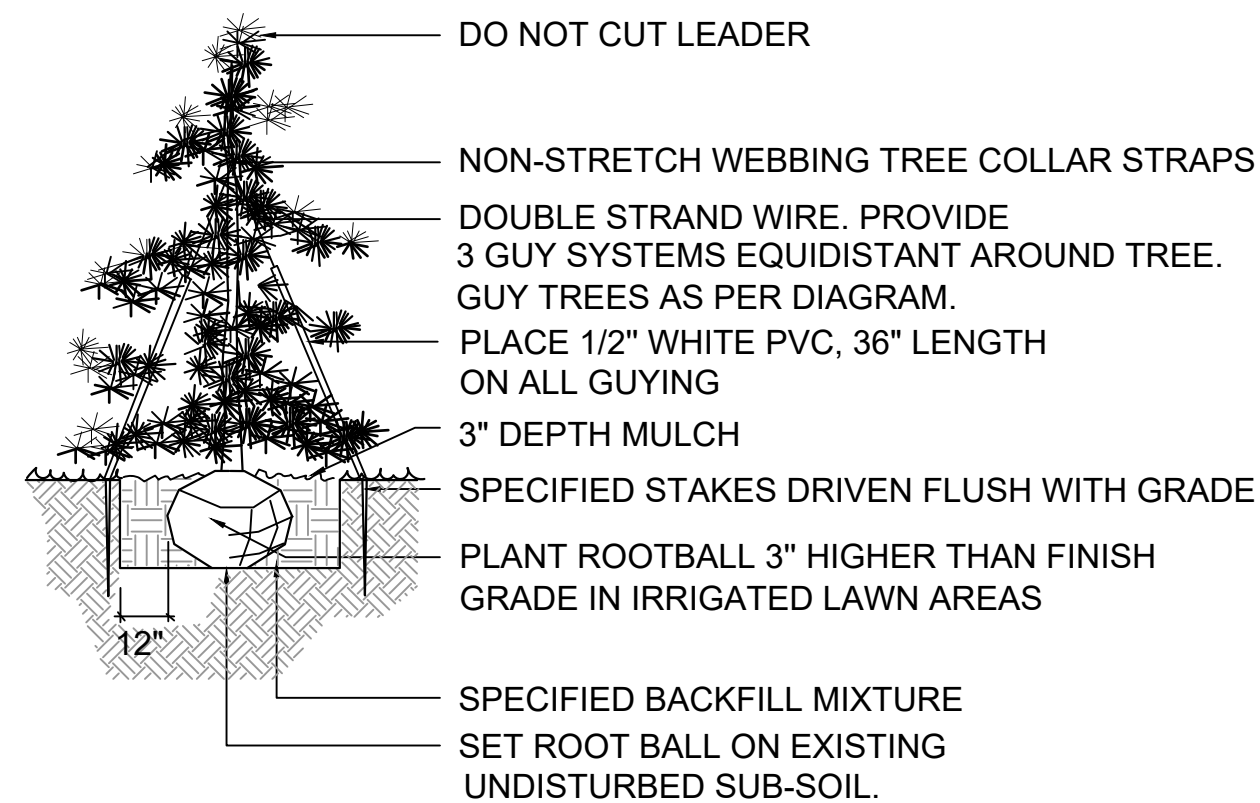 DO NOT CUT LEADER
NON-STRETCH WEBBING TREE COLLAR STRAPS
DOUBLE STRAND WIRE. PROVIDE
3 GUY SYSTEMS EQUIDISTANT AROUND TREE.
GUY TREES AS PER DIAGRAM.
PLACE 1/2" WHITE PVC, 36" LENGTH
ON ALL GUYING
3" DEPTH MULCH
SPECIFIED STAKES DRIVEN FLUSH WITH GRADE
PLANT ROOTBALL 3" HIGHER THAN FINISH
GRADE IN IRRIGATED LAWN AREAS
12"
SPECIFIED BACKFILL MIXTURE
SET ROOT BALL ON EXISTING
UNDISTURBED SUB-SOIL.